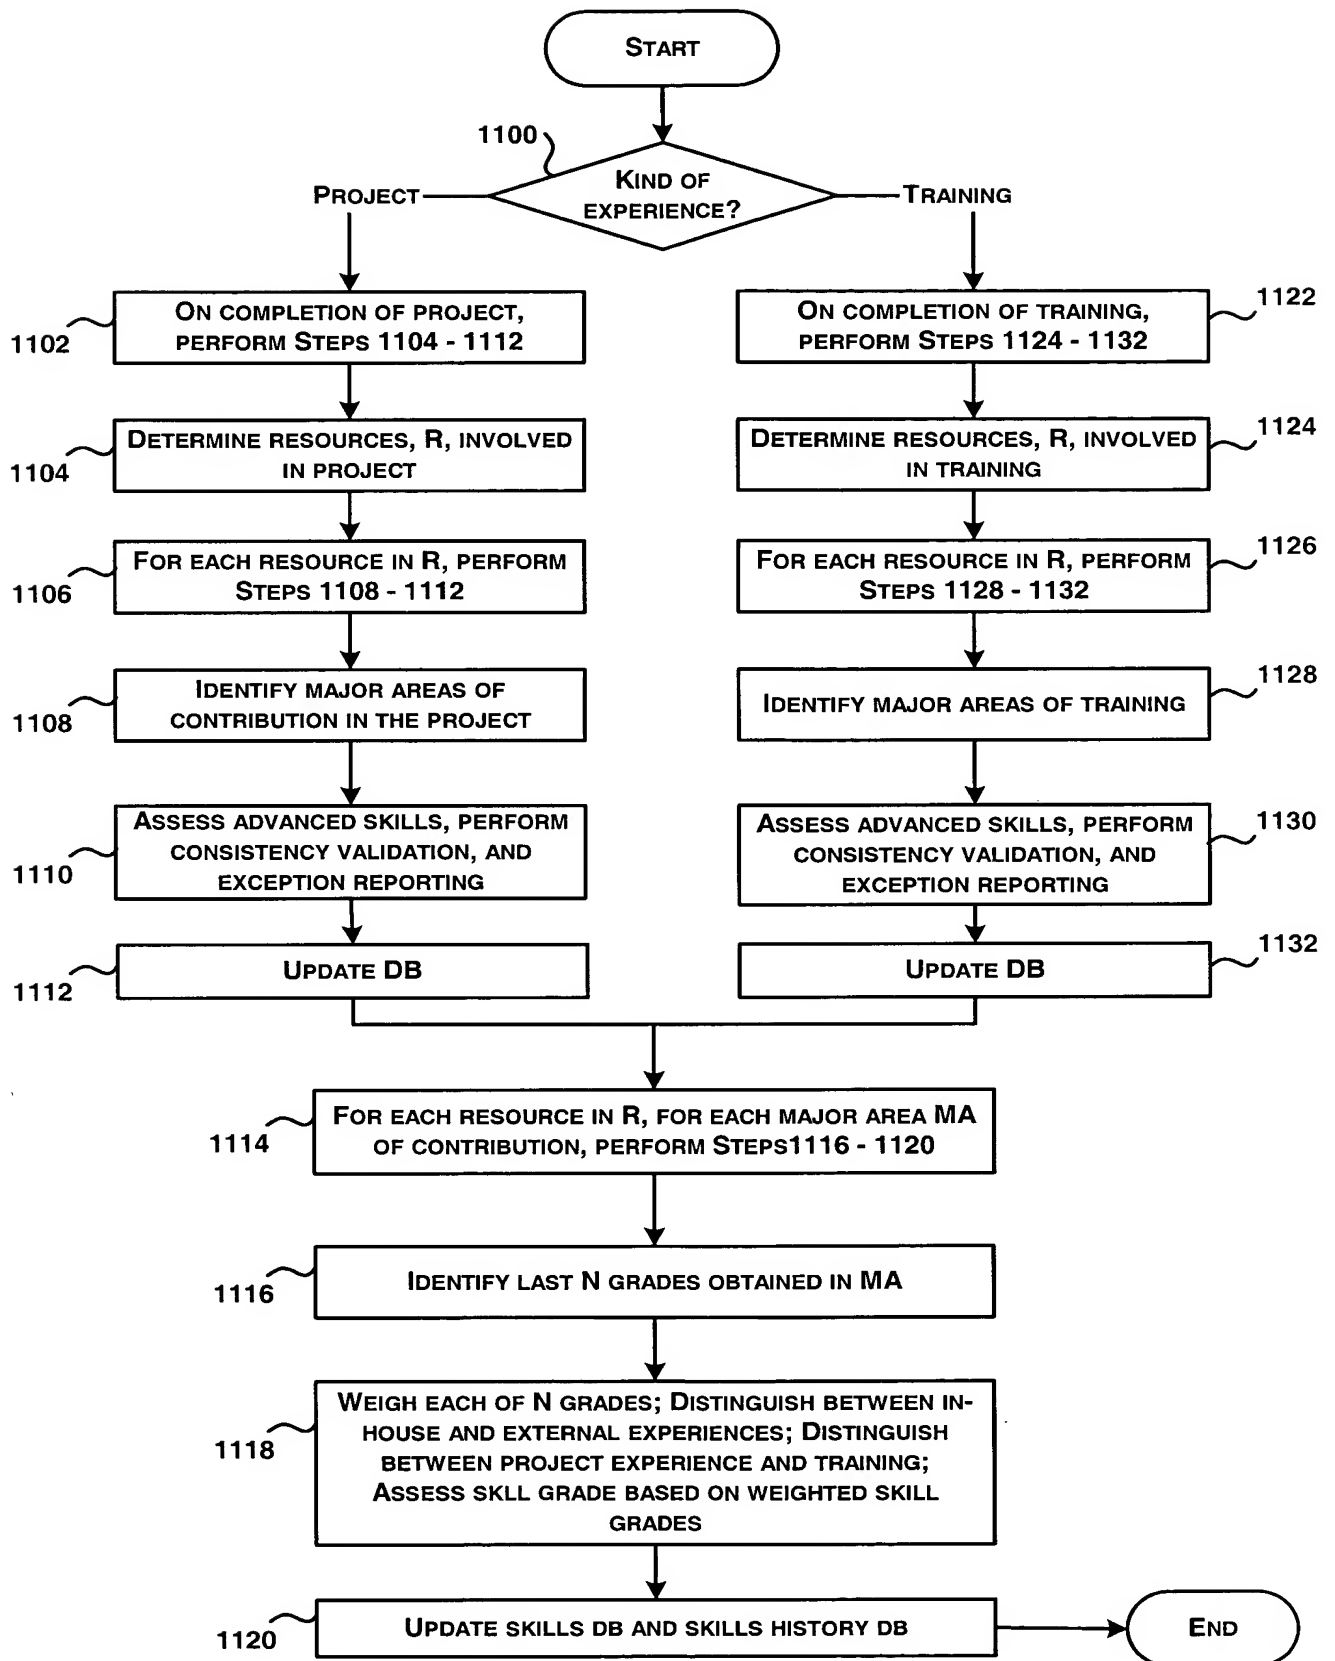 START
1100
KIND OF
EXPERIENCE?
PROJECT
TRAINING
1102
ON COMPLETION OF PROJECT,
PERFORM STEPS 1104 - 1112
1104
DETERMINE RESOURCES, R, INVOLVED
IN PROJECT
1106
FOR EACH RESOURCE IN R, PERFORM
STEPS 1108 - 1112
1108
IDENTIFY MAJOR AREAS OF
CONTRIBUTION IN THE PROJECT
1110
ASSESS ADVANCED SKILLS, PERFORM
CONSISTENCY VALIDATION, AND
EXCEPTION REPORTING
1112
UPDATE DB
1122
ON COMPLETION OF TRAINING,
PERFORM STEPS 1124 - 1132
1124
DETERMINE RESOURCES, R, INVOLVED
IN TRAINING
1126
FOR EACH RESOURCE IN R, PERFORM
STEPS 1128 - 1132
1128
IDENTIFY MAJOR AREAS OF TRAINING
1130
ASSESS ADVANCED SKILLS, PERFORM
CONSISTENCY VALIDATION, AND
EXCEPTION REPORTING
1132
UPDATE DB
1114
FOR EACH RESOURCE IN R, FOR EACH MAJOR AREA MA
OF CONTRIBUTION, PERFORM STEPS1116 - 1120
1116
IDENTIFY LAST N GRADES OBTAINED IN MA
1118
WEIGH EACH OF N GRADES; DISTINGUISH BETWEEN IN-
HOUSE AND EXTERNAL EXPERIENCES; DISTINGUISH
BETWEEN PROJECT EXPERIENCE AND TRAINING;
ASSESS SKLL GRADE BASED ON WEIGHTED SKILL
GRADES
1120
UPDATE SKILLS DB AND SKILLS HISTORY DB
END